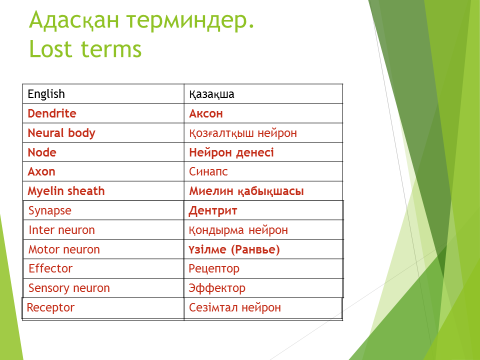 Адасқан терминдер.
Lost terms
English Қазақша
Dendrite Аксон
Neural body Қозғалтқыш нейрон
Node Нейрон денесі
Axon Синапс
Myelin sheath Миелин қабықшасы
Synapse Дентрит
Inter neuron Қондырма нейрон
Motor neuron Үзілме (Ранвье)
Effector Рецептор
Sensory neuron Эффектор
Receptor Сезімтал нейрон